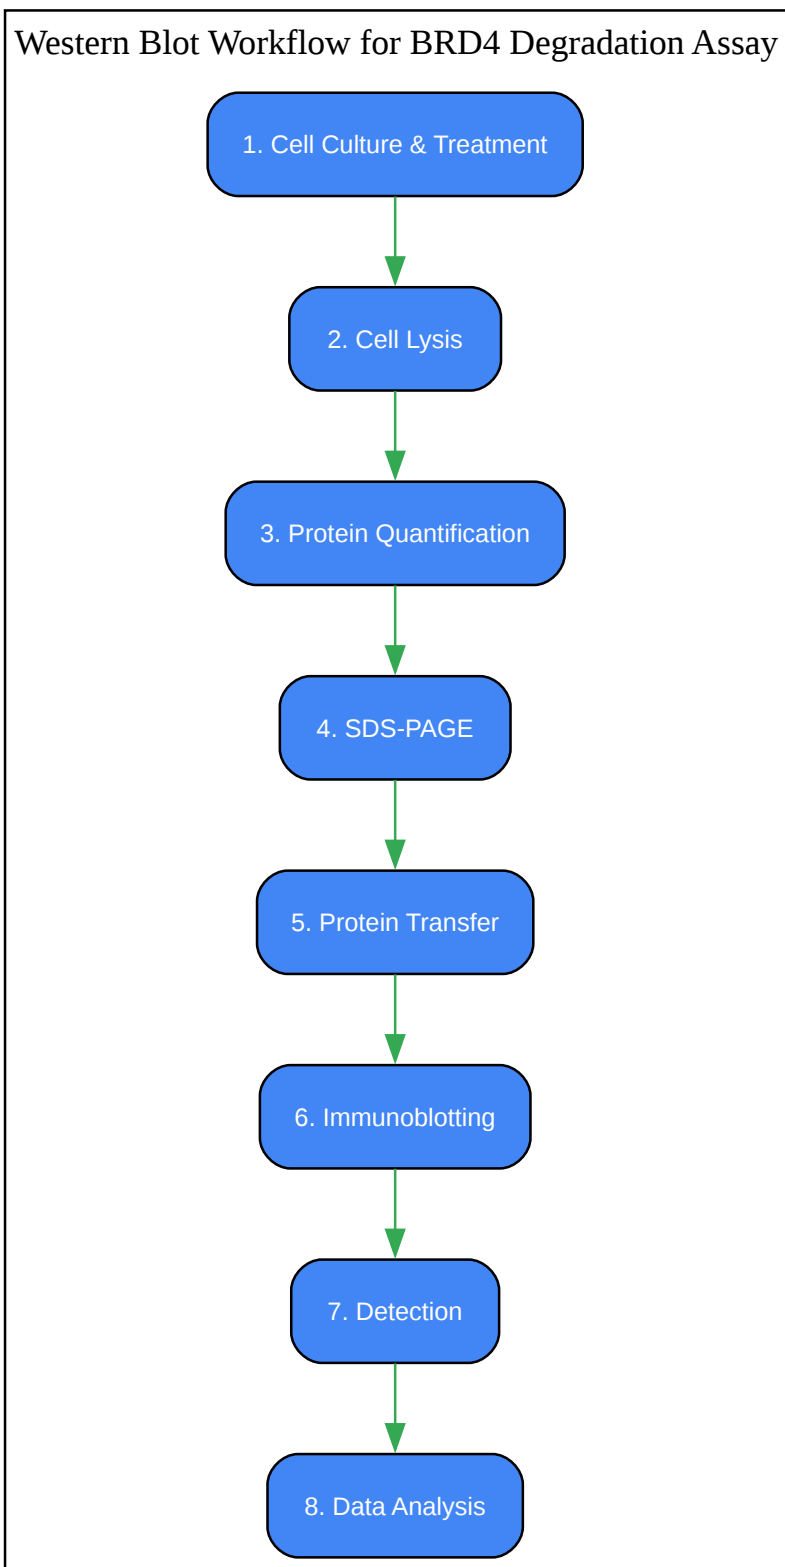 Western Blot Workflow for BRD4 Degradation Assay
1. Cell Culture & Treatment
2. Cell Lysis
3. Protein Quantification
4. SDS-PAGE
5. Protein Transfer
6. Immunoblotting
7. Detection
8. Data Analysis